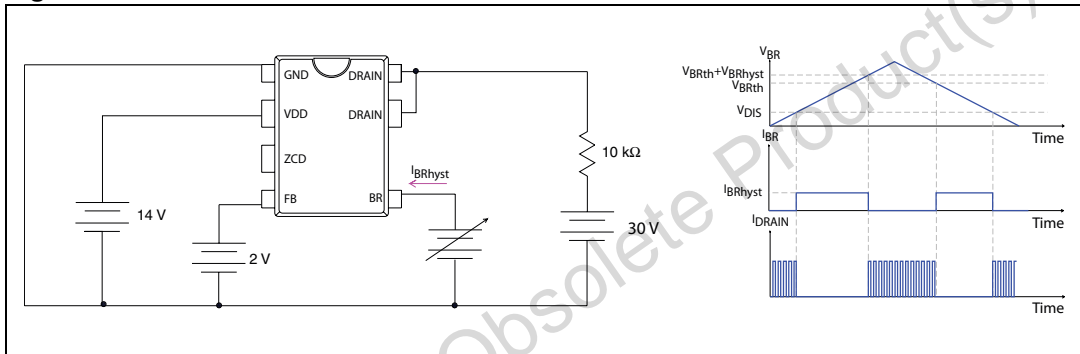 GND
DRAIN
VDD
DRAIN
ZCD
FB
BR
IBRhyst
14 V
2 V
10 kΩ
30 V
VBR
VBRth+VBRhyst
VBRth
VDIS
Time
IBR
IBRhyst
Time
IDRAIN
Time
Obsolete Product(s)